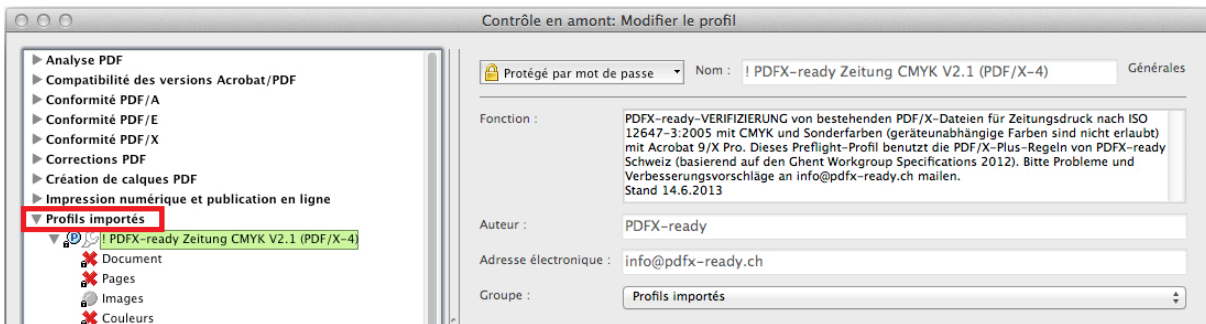 Contrôle en amont: Modifier le profil
Analyse PDF
Compatibilité des versions Acrobat/PDF
Conformité PDF/A
Conformité PDF/E
Conformité PDF/X
Corrections PDF
Création de calques PDF
Impression numérique et publication en ligne
Profils importés
! PDFX-ready Zeitung CMYK V2.1 (PDF/X-4)
Document
Pages
Images
Couleurs
Protégé par mot de passe
Nom : ! PDFX-ready Zeitung CMYK V2.1 (PDF/X-4)
Générales
Fonction :
PDFX-ready-VERIFIZIERUNG von bestehenden PDF/X-Dateien für Zeitungsdruck nach ISO
12647-3:2005 mit CMYK und Sonderfarben (geräteunabhängige Farben sind nicht erlaubt)
mit Acrobat 9/X Pro. Dieses Preflight-Profil benutzt die PDF/X-Plus-Regeln von PDFX-ready
Schweiz (basierend auf den Ghent Workgroup Specifications 2012). Bitte Probleme und
Verbesserungsvorschläge an info@pdfx-ready.ch mailen.
Stand 14.6.2013
Auteur : PDFX-ready
Adresse électronique : info@pdfx-ready.ch
Groupe : Profils importés